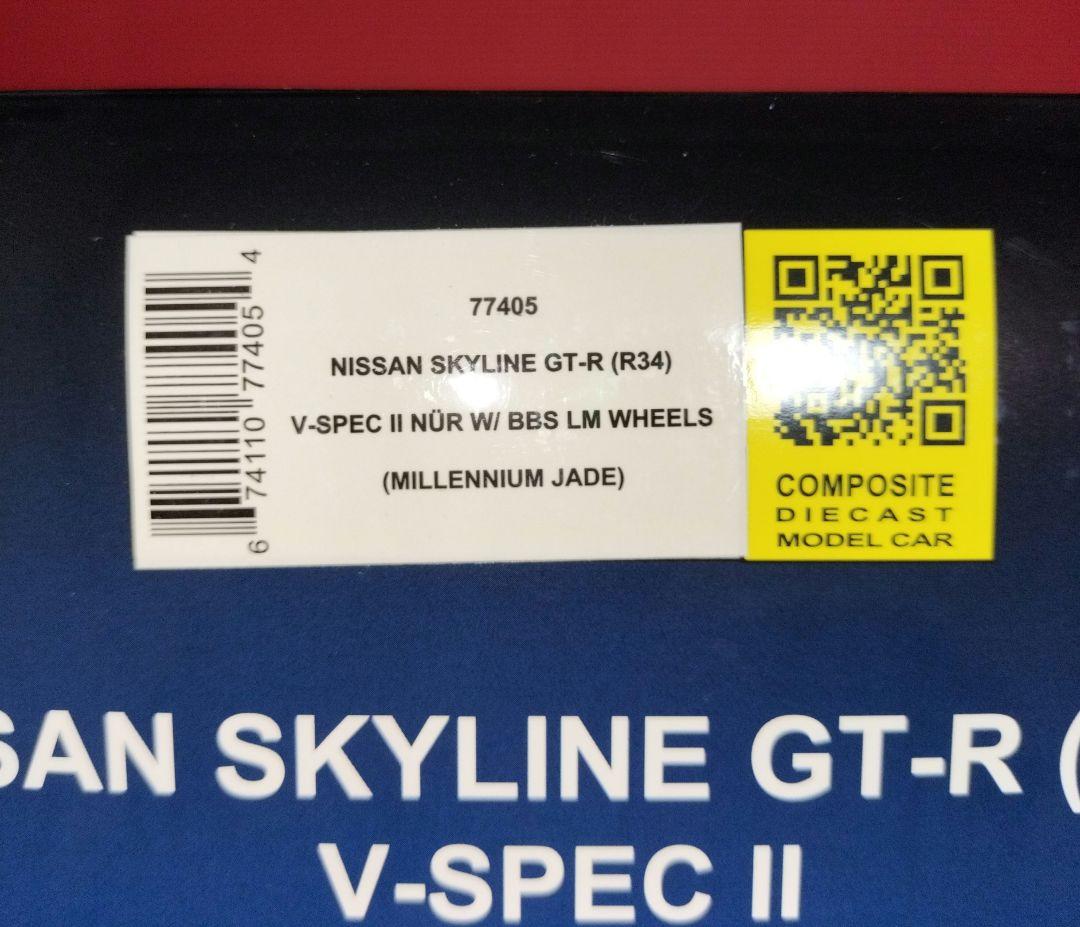 6 74110 77405 4
77405
NISSAN SKYLINE GT-R (R34)
V-SPEC II NÜR W/ BBS LM WHEELS
(MILLENNIUM JADE)
COMPOSITE
DIECAST
MODEL CAR
SAN SKYLINE GT-R (
V-SPEC II